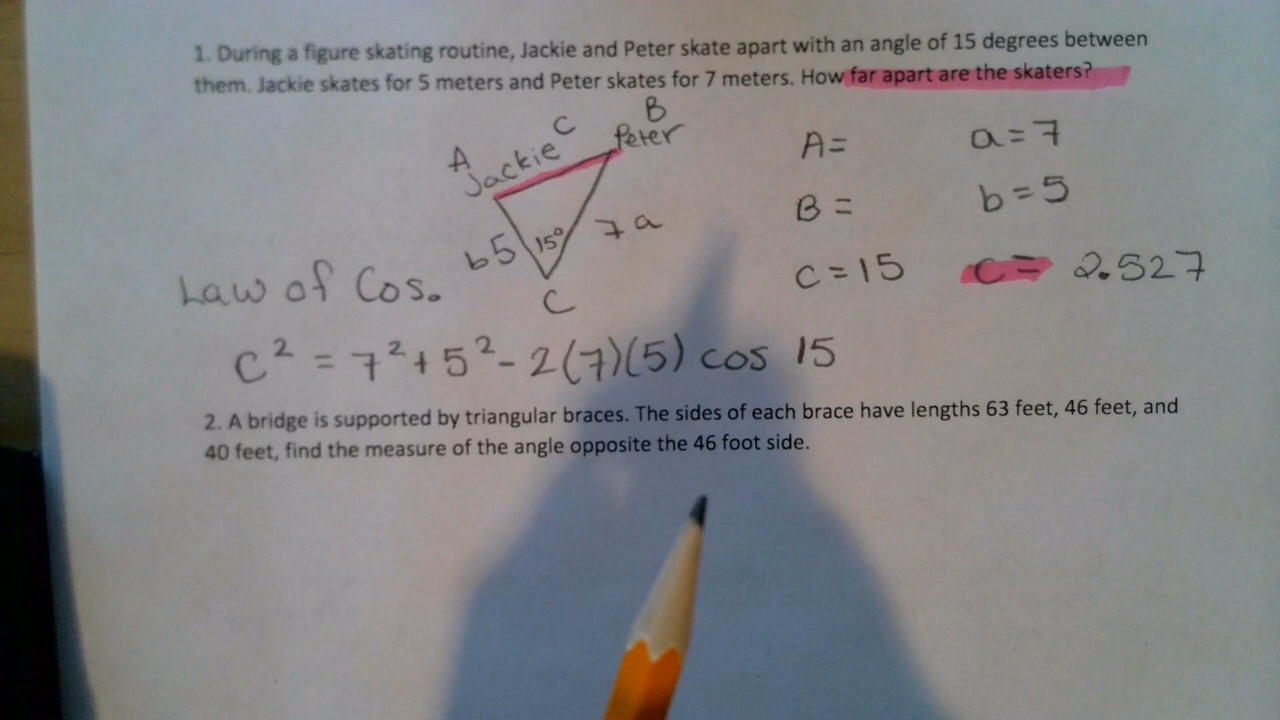 1. During a figure skating routine, Jackie and Peter skate apart with an angle of 15 degrees between
them. Jackie skates for 5 meters and Peter skates for 7 meters. How far apart are the skaters?
A Jackie C B Peter
b 5 15° 7 a
C
A= a=7
B= b=5
C=15 c= 2.527
Law of Cos.
C² = 7² + 5² - 2(7)(5) cos 15
2. A bridge is supported by triangular braces. The sides of each brace have lengths 63 feet, 46 feet, and
40 feet, find the measure of the angle opposite the 46 foot side.